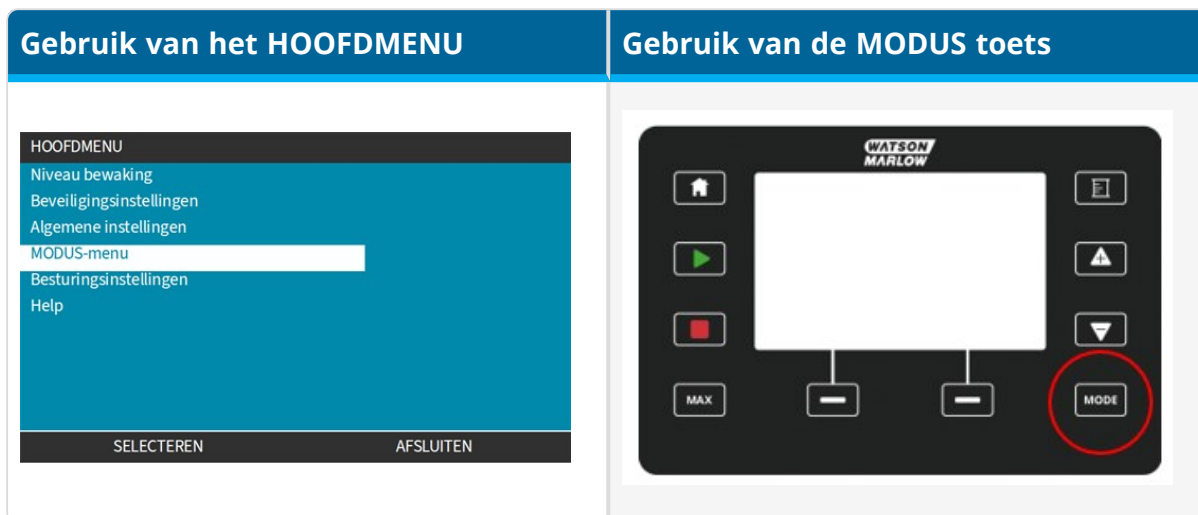 Gebruik van het HOOFDMENU
Gebruik van de MODUS toets
HOOFDMENU
Niveau bewaking
Beveiligingsinstellingen
Algemene instellingen
MODUS-menu
Besturingsinstellingen
Help
SELECTEREN
AFSLUITEN
WATSON
MARLOW
MAX
MODE